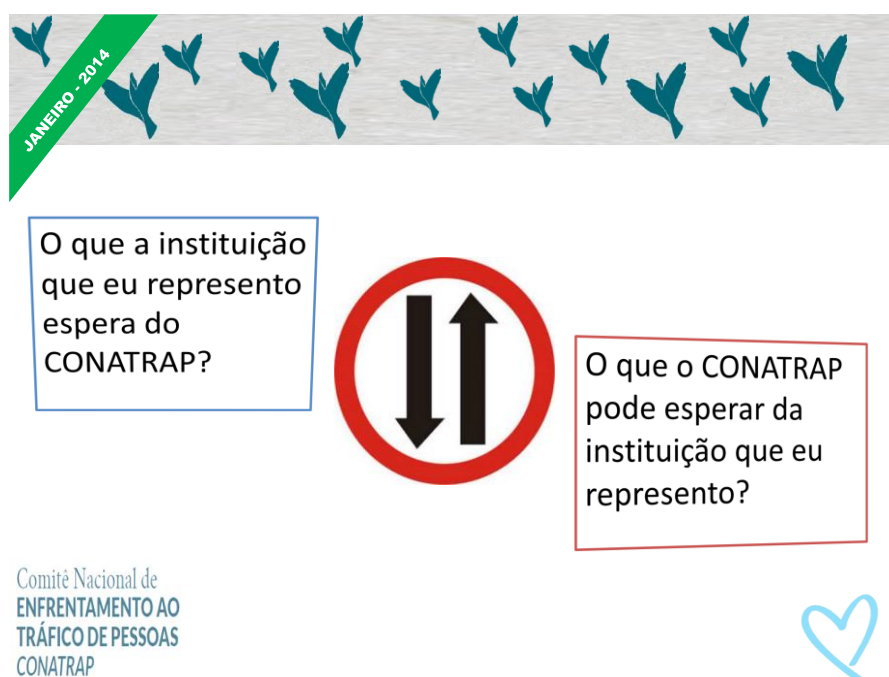 JANEIRO - 2014
O que a instituição
que eu represento
espera do
CONATRAP?
O que o CONATRAP
pode esperar da
instituição que eu
represento?
Comitê Nacional de
ENFRENTAMENTO AO
TRÁFICO DE PESSOAS
CONATRAP